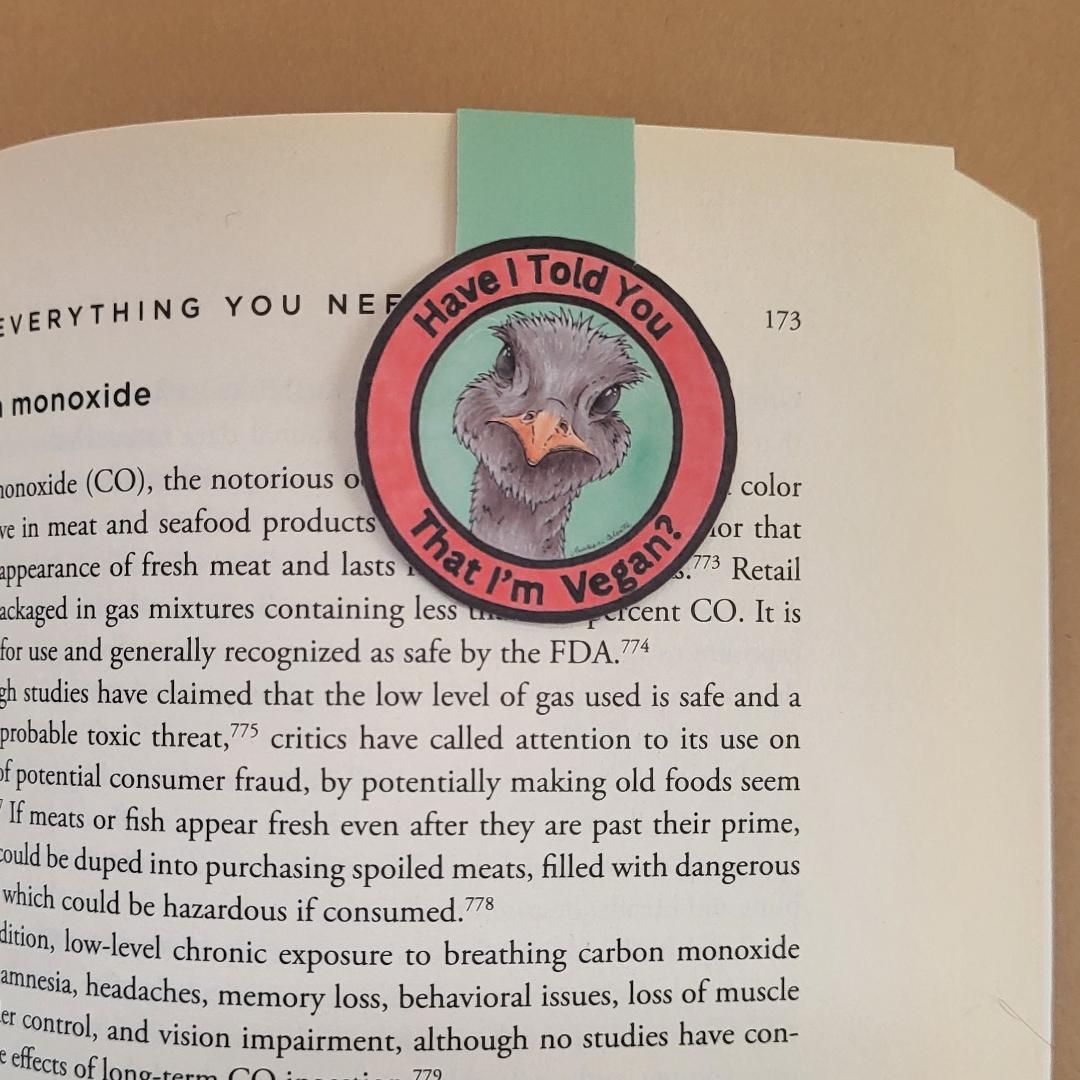 Have I Told You
That I'm Vegan?
EVERYTHING YOU NEE
173
monoxide
monoxide (CO), the notorious color
in meat and seafood products that
appearance of fresh meat and lasts 773 Retail
packaged in gas mixtures containing less percent CO. It is
for use and generally recognized as safe by the FDA.774
studies have claimed that the low level of gas used is safe and a
probable toxic threat,775 critics have called attention to its use on
of potential consumer fraud, by potentially making old foods seem
If meats or fish appear fresh even after they are past their prime,
could be duped into purchasing spoiled meats, filled with dangerous
which could be hazardous if consumed.778
dition, low-level chronic exposure to breathing carbon monoxide
amnesia, headaches, memory loss, behavioral issues, loss of muscle
er control, and vision impairment, although no studies have con-
effects of long-term CO ingestion.779